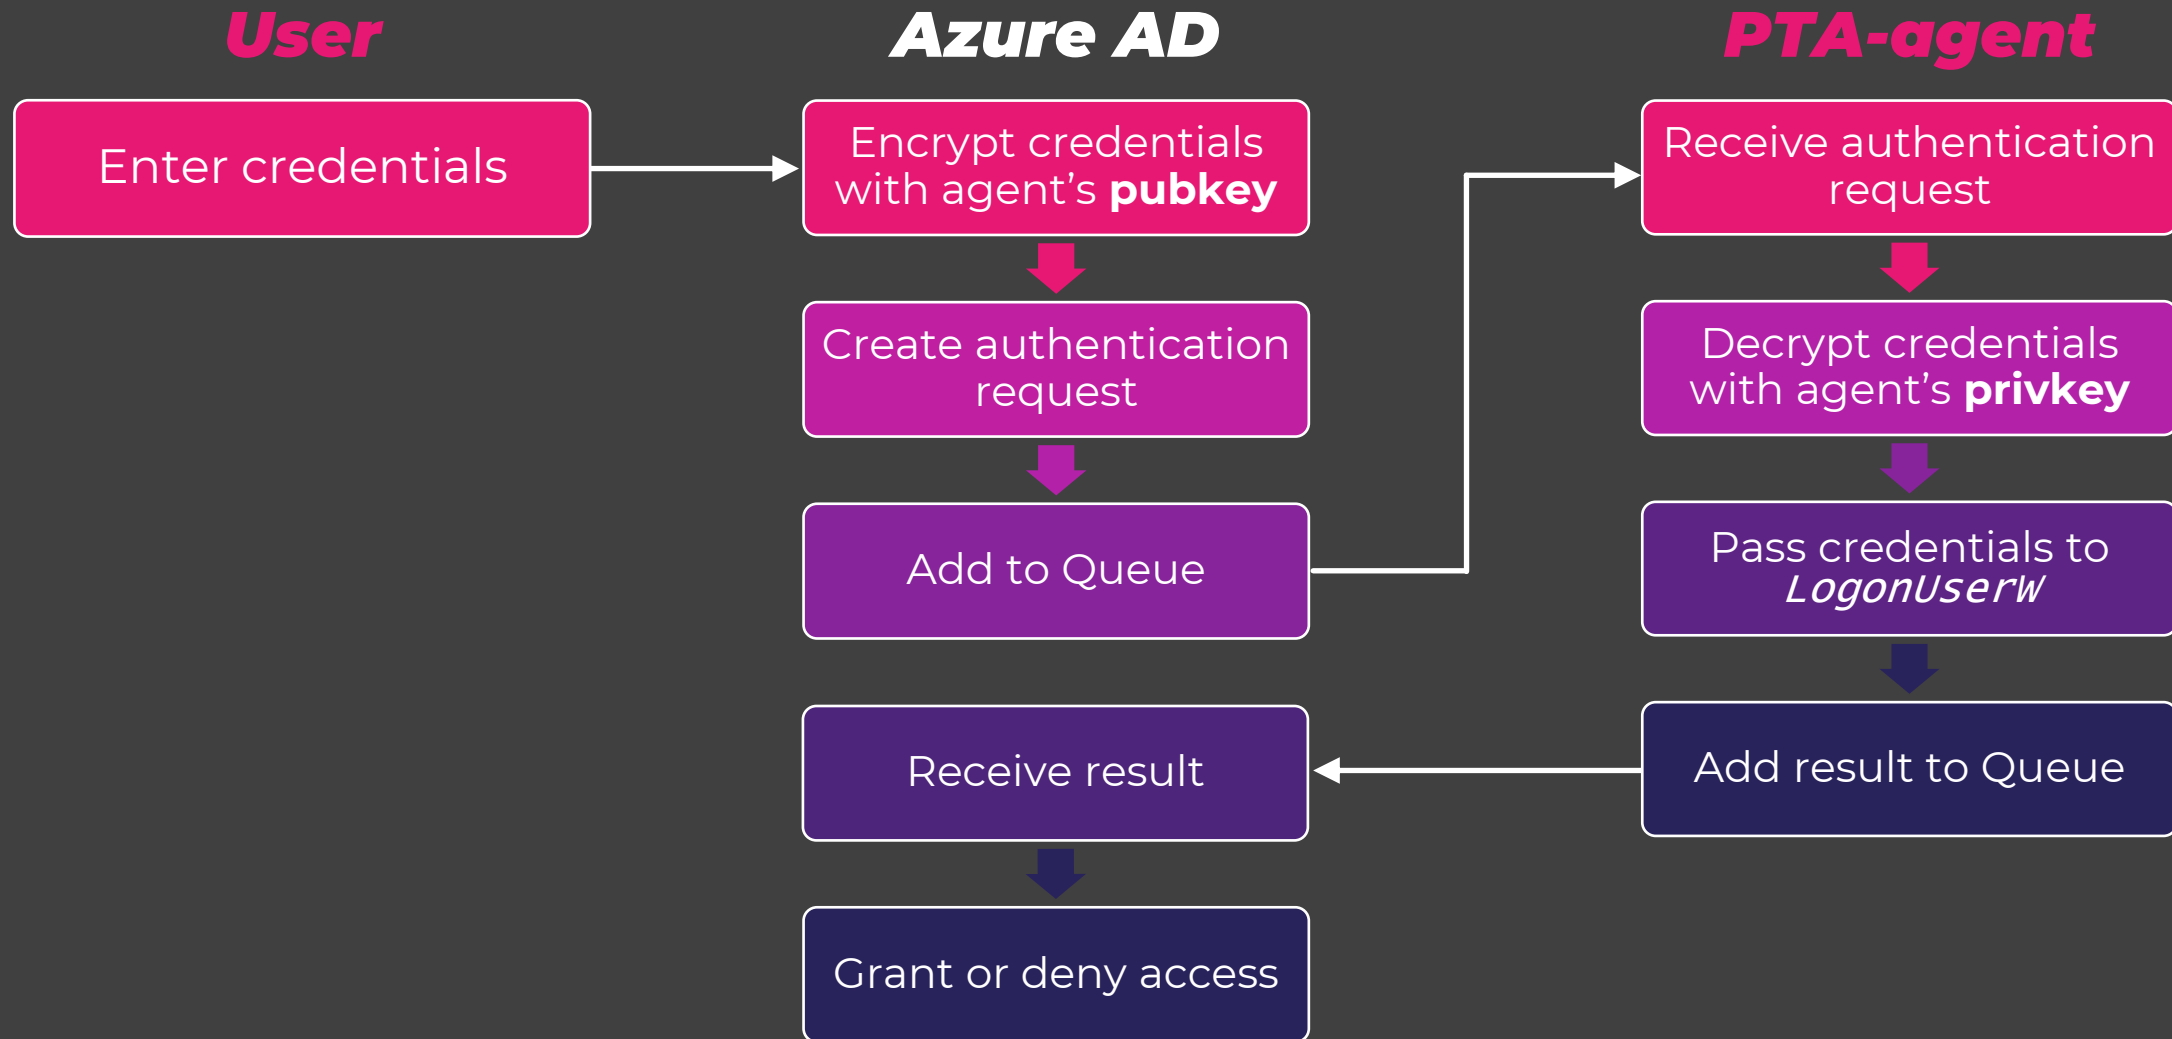 User
Azure AD
PTA-agent
Enter credentials
Encrypt credentials
with agent’s pubkey
Create authentication
request
Add to Queue
Receive result
Grant or deny access
Receive authentication
request
Decrypt credentials
with agent’s privkey
Pass credentials to
LogonUserW
Add result to Queue